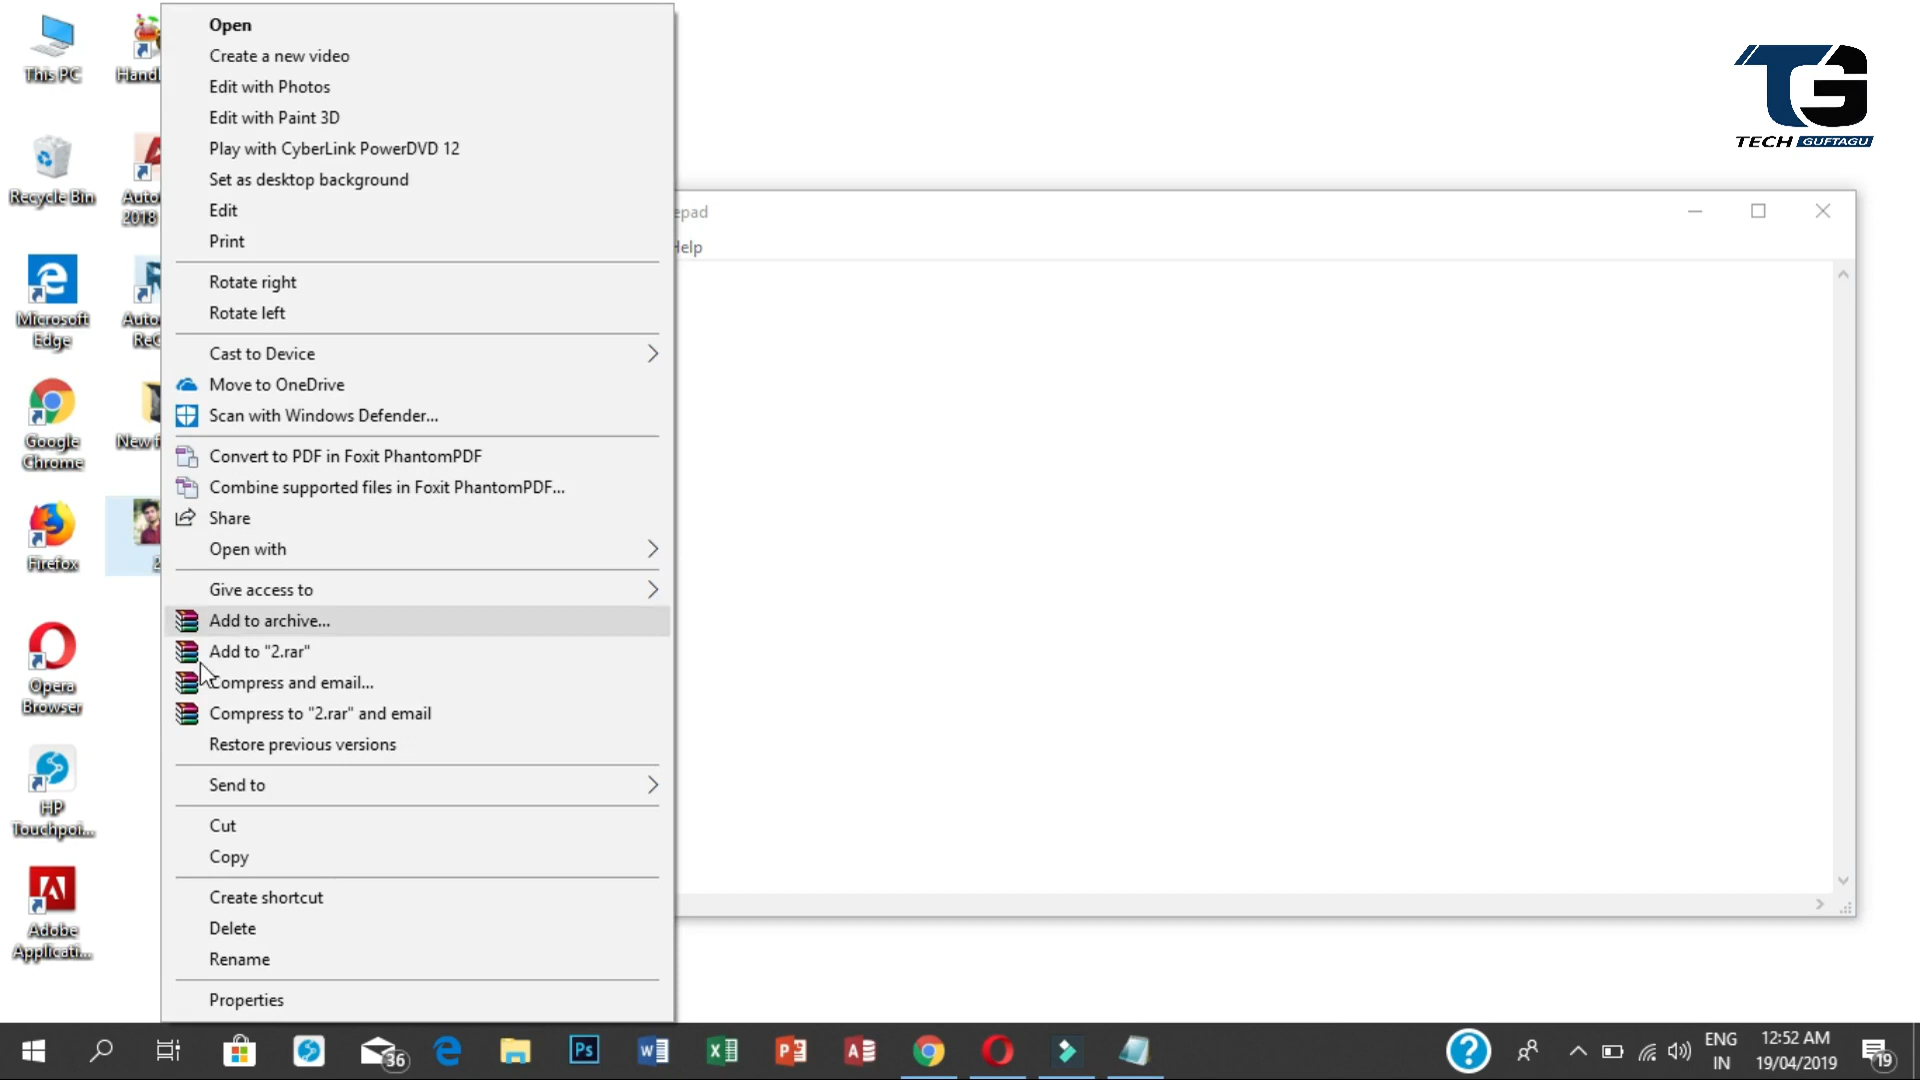 This PC
Recycle Bin
Microsoft
Edge
Google
Chrome
Firefox
Opera
Browser
HP
Touchpoi...
Adobe
Applicati...
Hand
Auto
2018
Auto
ReC
New f
2
Open
Create a new video
Edit with Photos
Edit with Paint 3D
Play with CyberLink PowerDVD 12
Set as desktop background
Edit
Print
Rotate right
Rotate left
Cast to Device
Move to OneDrive
Scan with Windows Defender...
Convert to PDF in Foxit PhantomPDF
Combine supported files in Foxit PhantomPDF...
Share
Open with
Give access to
Add to archive...
Add to "2.rar"
Compress and email...
Compress to "2.rar" and email
Restore previous versions
Send to
Cut
Copy
Create shortcut
Delete
Rename
Properties
epad
Help
TG
TECH GUFTAGU
36
Ps
ENG
IN
12:52 AM
19/04/2019
19